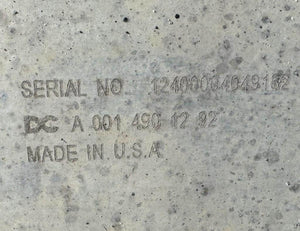 SERIAL NO. 12400004049182
DC A 001 490 12 92
MADE IN U.S.A